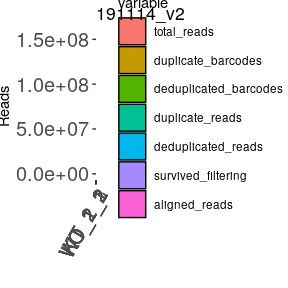 variable
191114_v2
total_reads
duplicate_barcodes
deduplicated_barcodes
duplicate_reads
deduplicated_reads
survived_filtering
aligned_reads
Reads
1.5e+08
1.0e+08
5.0e+07
0.0e+00